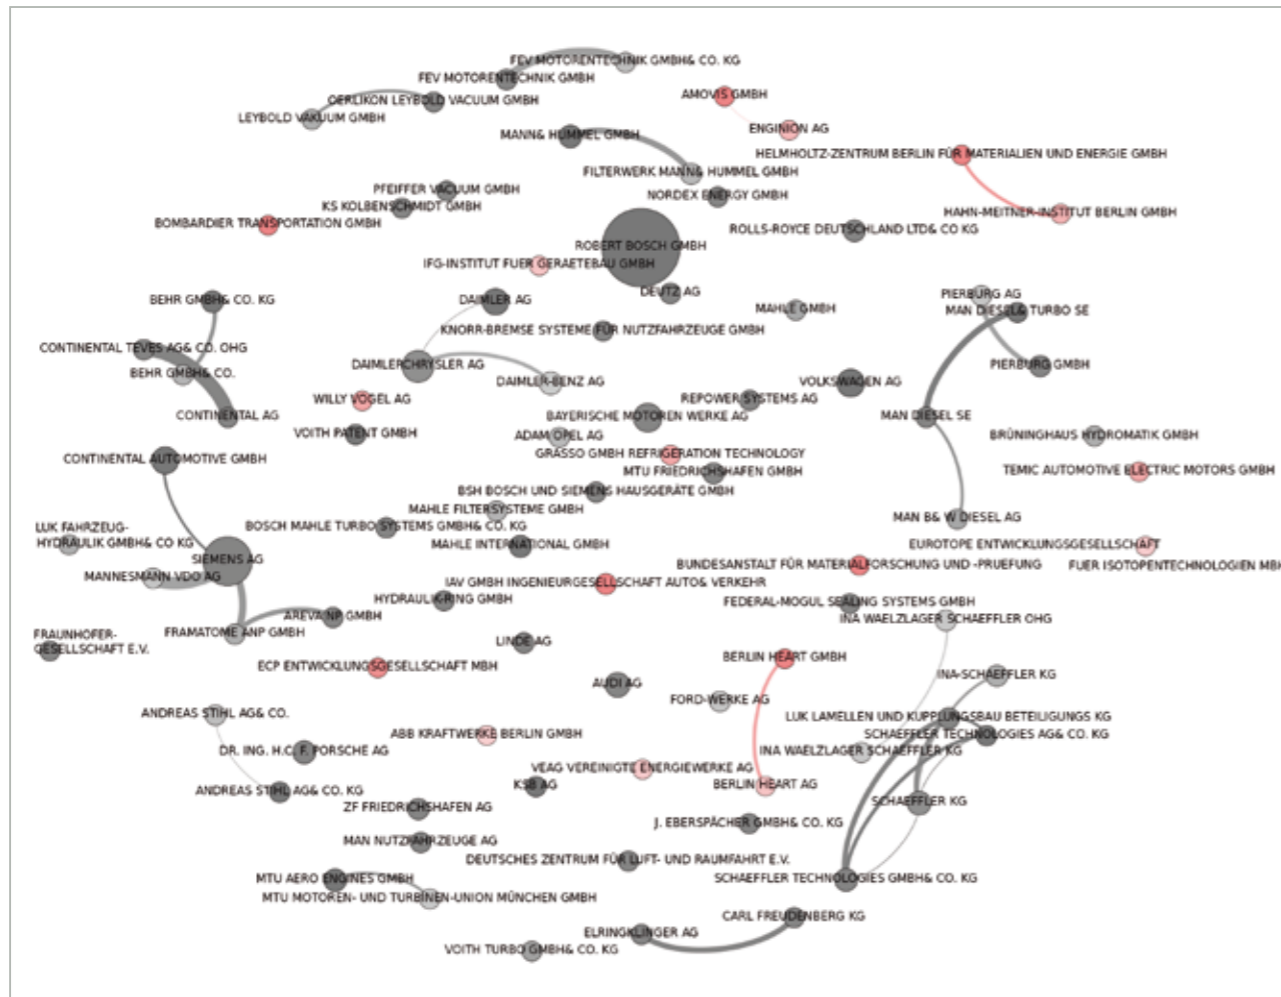 FEV MOTORENTECHNIK GMBH& CO. KG
FEV MOTORENTECHNIK GMBH
AMOVIS GMBH
OERLIKON LEYBOLD VACUUM GMBH
LEYBOLD VAKUUM GMBH
ENGINION AG
MANN& HUMMEL GMBH
HELMHOLTZ-ZENTRUM BERLIN FÜR MATERIALIEN UND ENERGIE GMBH
FILTERWERK MANN& HUMMEL GMBH
PFEIFFER VACUUM GMBH
NORDEX ENERGY GMBH
KS KOLBENSCHMIDT GMBH
HAHN-MEITNER-INSTITUT BERLIN GMBH
BOMBARDIER TRANSPORTATION GMBH
ROLLS-ROYCE DEUTSCHLAND LTD& CO KG
ROBERT BOSCH GMBH
IFG-INSTITUT FUER GERAETEBAU GMBH
DEUTZ AG
PIERBURG AG
BEHR GMBH& CO. KG
DAIMLER AG
MAHLE GMBH
MAN DIESEL& TURBO SE
KNORR-BREMSE SYSTEME FÜR NUTZFAHRZEUGE GMBH
CONTINENTAL TEVES AG& CO. OHG
DAIMLERCHRYSLER AG
PIERBURG GMBH
BEHR GMBH& CO.
DAIMLER-BENZ AG
VOLKSWAGEN AG
WILLY VOGEL AG
REPOWER SYSTEMS AG
CONTINENTAL AG
BAYERISCHE MOTOREN WERKE AG
MAN DIESEL SE
VOITH PATENT GMBH
ADAM OPEL AG
BRÜNINGHAUS HYDROMATIK GMBH
GRASSO GMBH REFRIGERATION TECHNOLOGY
CONTINENTAL AUTOMOTIVE GMBH
MTU FRIEDRICHSHAFEN GMBH
TEMIC AUTOMOTIVE ELECTRIC MOTORS GMBH
BSH BOSCH UND SIEMENS HAUSGERÄTE GMBH
MAHLE FILTERSYSTEME GMBH
MAN B& W DIESEL AG
LUK FAHRZEUG-
HYDRAULIK GMBH& CO KG
BOSCH MAHLE TURBO SYSTEMS GMBH& CO. KG
MAHLE INTERNATIONAL GMBH
EUROTOPE ENTWICKLUNGSGESELLSCHAFT
FUER ISOTOPENTECHNOLOGIEN MBH
SIEMENS AG
BUNDESANSTALT FÜR MATERIALFORSCHUNG UND -PRUEFUNG
MANNESMANN VDO AG
IAV GMBH INGENIEURGESELLSCHAFT AUTO& VERKEHR
HYDRAULIK-RING GMBH
FEDERAL-MOGUL SEALING SYSTEMS GMBH
AREVA NP GMBH
INA WAELZLAGER SCHAEFFLER OHG
FRAMATOME ANP GMBH
FRAUNHOFER-
GESELLSCHAFT E.V.
LINDE AG
BERLIN HEART GMBH
ECP ENTWICKLUNGSGESELLSCHAFT MBH
INA-SCHAEFFLER KG
AUDI AG
FORD-WERKE AG
ANDREAS STIHL AG& CO.
LUK LAMELLEN UND KUPPLUNGSBAU BETEILIGUNGS KG
ABB KRAFTWERKE BERLIN GMBH
SCHAEFFLER TECHNOLOGIES AG& CO. KG
DR. ING. H.C. F. PORSCHE AG
INA WAELZLAGER SCHAEFFLER KG
VEAG VEREINIGTE ENERGIEWERKE AG
KSB AG
BERLIN HEART AG
ANDREAS STIHL AG& CO. KG
SCHAEFFLER KG
ZF FRIEDRICHSHAFEN AG
J. EBERSPÄCHER GMBH& CO. KG
MAN NUTZFAHRZEUGE AG
DEUTSCHES ZENTRUM FÜR LUFT- UND RAUMFAHRT E.V.
MTU AERO ENGINES GMBH
SCHAEFFLER TECHNOLOGIES GMBH& CO. KG
MTU MOTOREN- UND TURBINEN-UNION MÜNCHEN GMBH
CARL FREUDENBERG KG
ELRINGKLINGER AG
VOITH TURBO GMBH& CO. KG